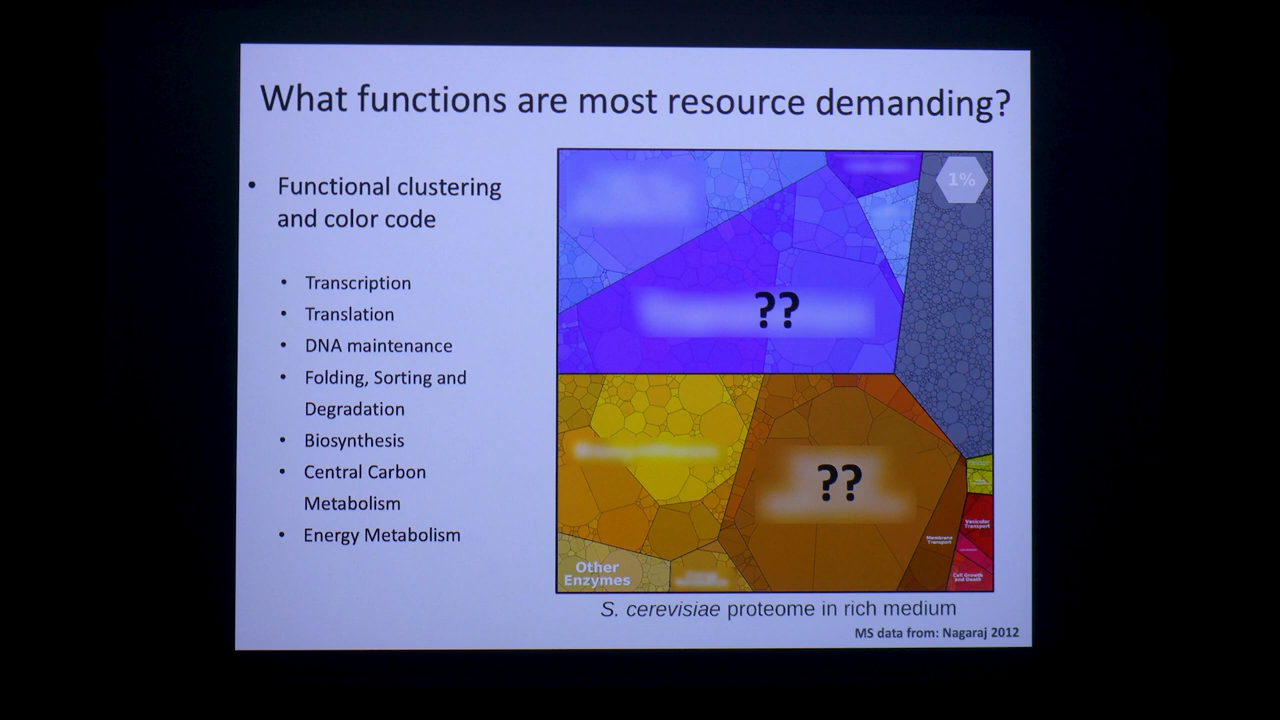 What functions are most resource demanding?
• Functional clustering
and color code
• Transcription
• Translation
• DNA maintenance
• Folding, Sorting and
Degradation
• Biosynthesis
• Central Carbon
Metabolism
• Energy Metabolism
1%
??
??
Other
Enzymes
Membrane
Transport
Vesicular
Transport
Cell Growth
and Death
S. cerevisiae proteome in rich medium
MS data from: Nagaraj 2012